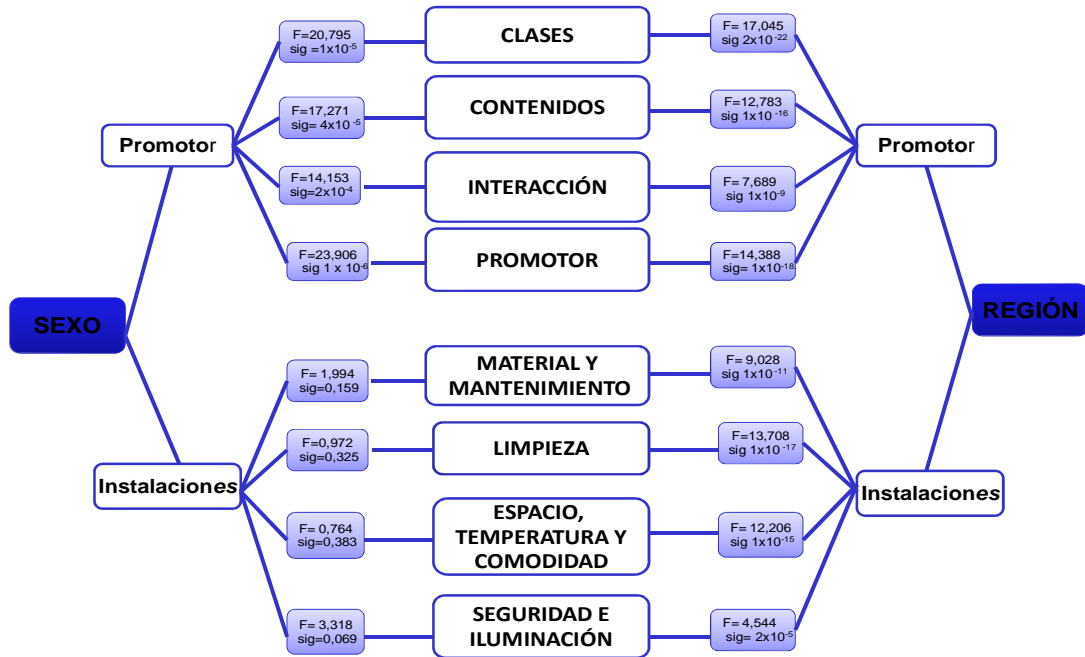 F=20,795
sig =1x10⁻⁵
CLASES
F= 17,045
sig 2x10⁻²²
F=17,271
sig= 4x10⁻⁵
CONTENIDOS
F=12,783
sig 1x10⁻¹⁶
Promotor
Promotor
F=14,153
sig=2x10⁻⁴
INTERACCIÓN
F=7,689
sig 1x10⁻⁹
F=23,906
sig 1 x 10⁻⁶
PROMOTOR
F=14,388
sig= 1x10⁻¹⁸
SEXO
REGIÓN
F= 1,994
sig=0,159
MATERIAL Y
MANTENIMIENTO
F= 9,028
sig 1x10⁻¹¹
F=0,972
sig=0,325
LIMPIEZA
F=13,708
sig 1x10⁻¹⁷
Instalaciones
Instalaciones
F= 0,764
sig=0,383
ESPACIO,
TEMPERATURA Y
COMODIDAD
F= 12,206
sig 1x10⁻¹⁵
F= 3,318
sig=0,069
SEGURIDAD E
ILUMINACIÓN
F= 4,544
sig= 2x10⁻⁵